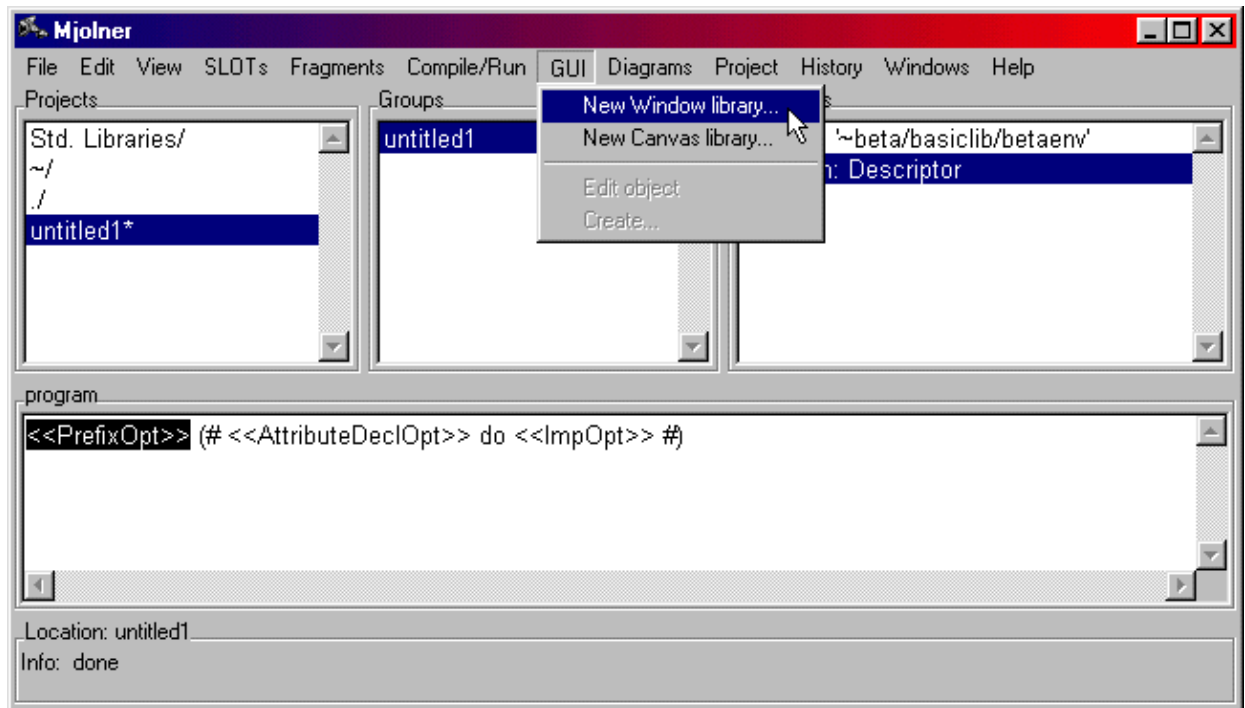 Mjolner
File Edit View SLOTs Fragments Compile/Run GUI Diagrams Project History Windows Help
Projects
Std. Libraries/
~/
./
untitled1*
Groups
untitled1
New Window library...
New Canvas library...
Edit object
Create...
'~beta/basiclib/betaenv'
Descriptor
program
<<PrefixOpt>> (# <<AttributeDeclOpt>> do <<ImpOpt>> #)
Location: untitled1
Info: done